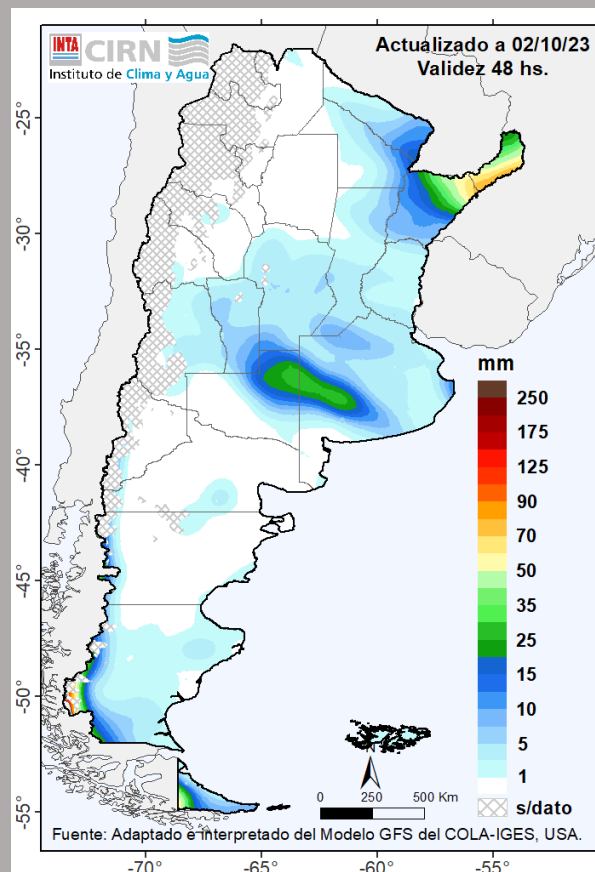 INTA CIRN
Instituto de Clima y Agua
Actualizado a 02/10/23
Validez 48 hs.
-25°
-30°
-35°
-40°
-45°
-50°
-55°
mm
250
175
125
90
70
50
35
25
15
10
5
1
s/dato
N
0 250 500 Km
Fuente: Adaptado e interpretado del Modelo GFS del COLA-IGES, USA.
-70° -65° -60° -55°